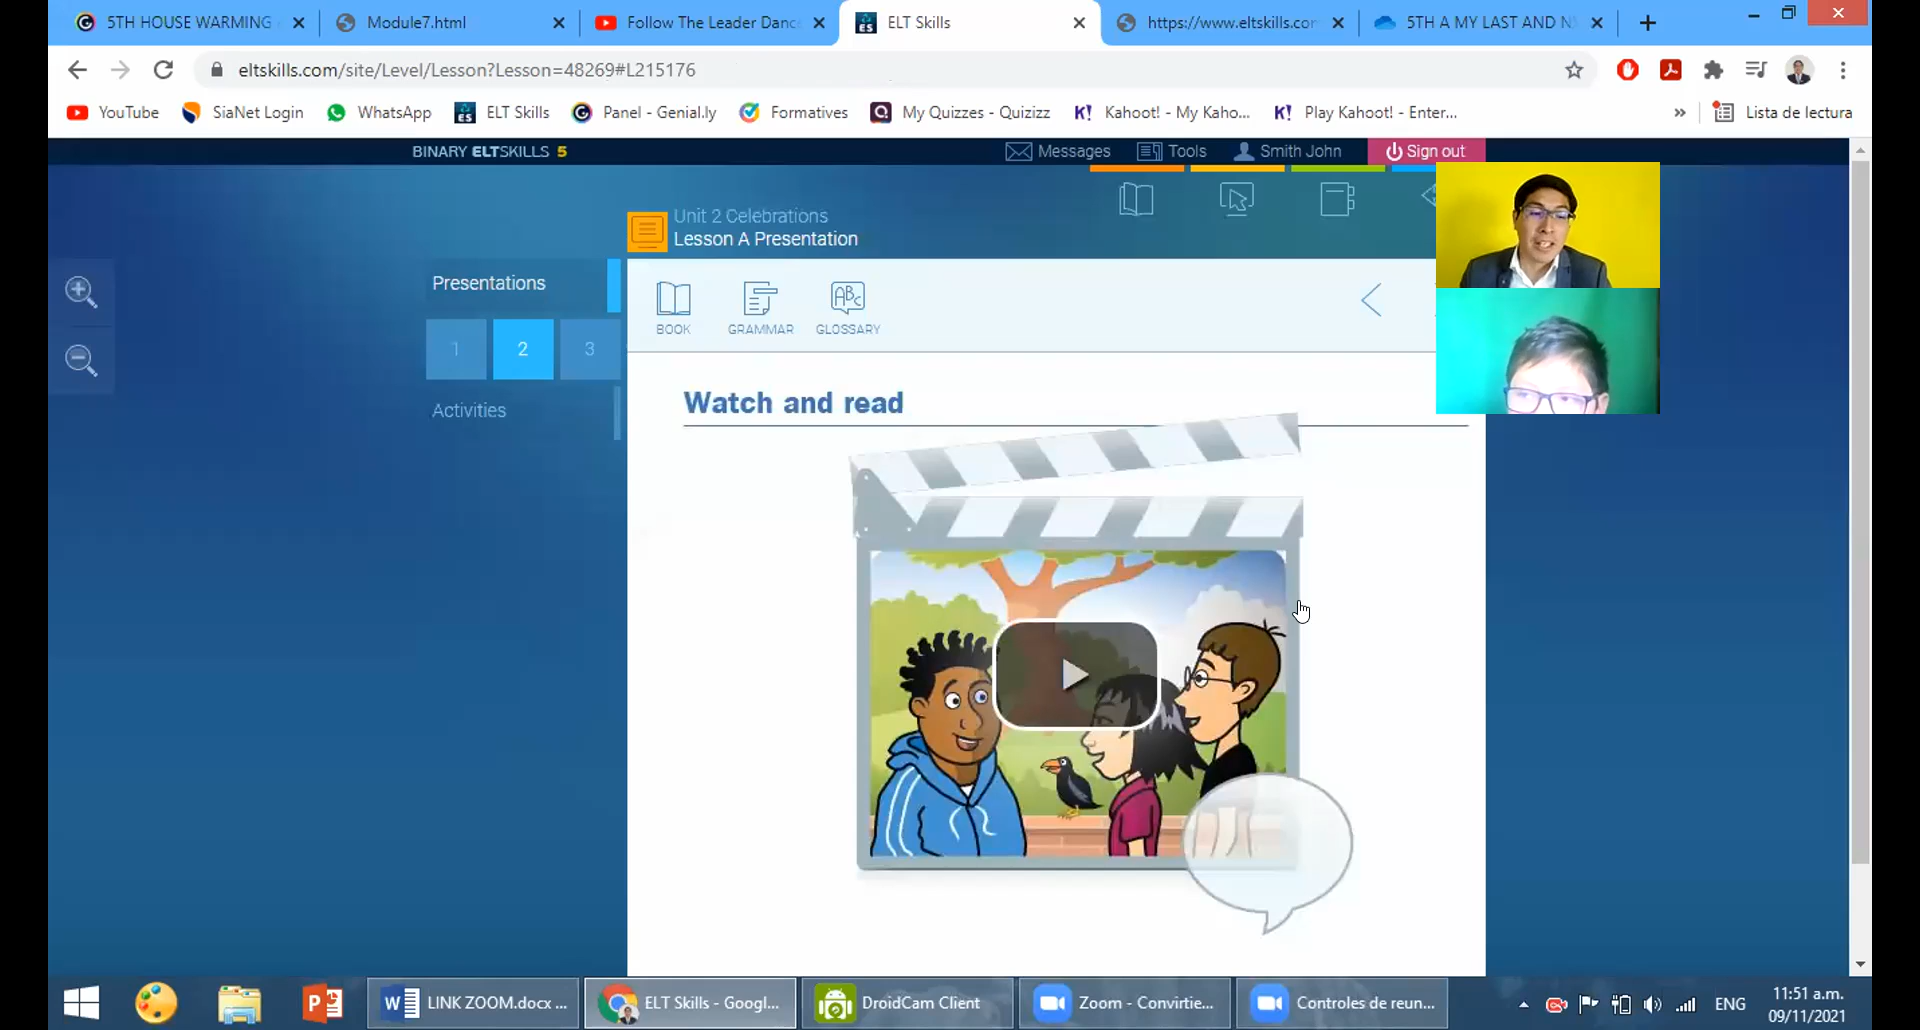 5TH HOUSE WARMING
Module7.html
Follow The Leader Danc
ELT Skills
https://www.eltskills.con
5TH A MY LAST AND N
eltskills.com/site/Level/Lesson?Lesson=48269#L215176
YouTube
SiaNet Login
WhatsApp
ELT Skills
Panel - Genial.ly
Formatives
My Quizzes - Quizizz
Kahoot! - My Kaho...
Play Kahoot! - Enter...
»
Lista de lectura
BINARY ELTSKILLS 5
Messages
Tools
Smith John
Sign out
Unit 2 Celebrations
Lesson A Presentation
Presentations
1
2
3
Activities
BOOK
GRAMMAR
ABC
GLOSSARY
Watch and read
LINK ZOOM.docx ...
ELT Skills - Googl...
DroidCam Client
Zoom - Convirtie...
Controles de reun...
ENG
11:51 a.m.
09/11/2021